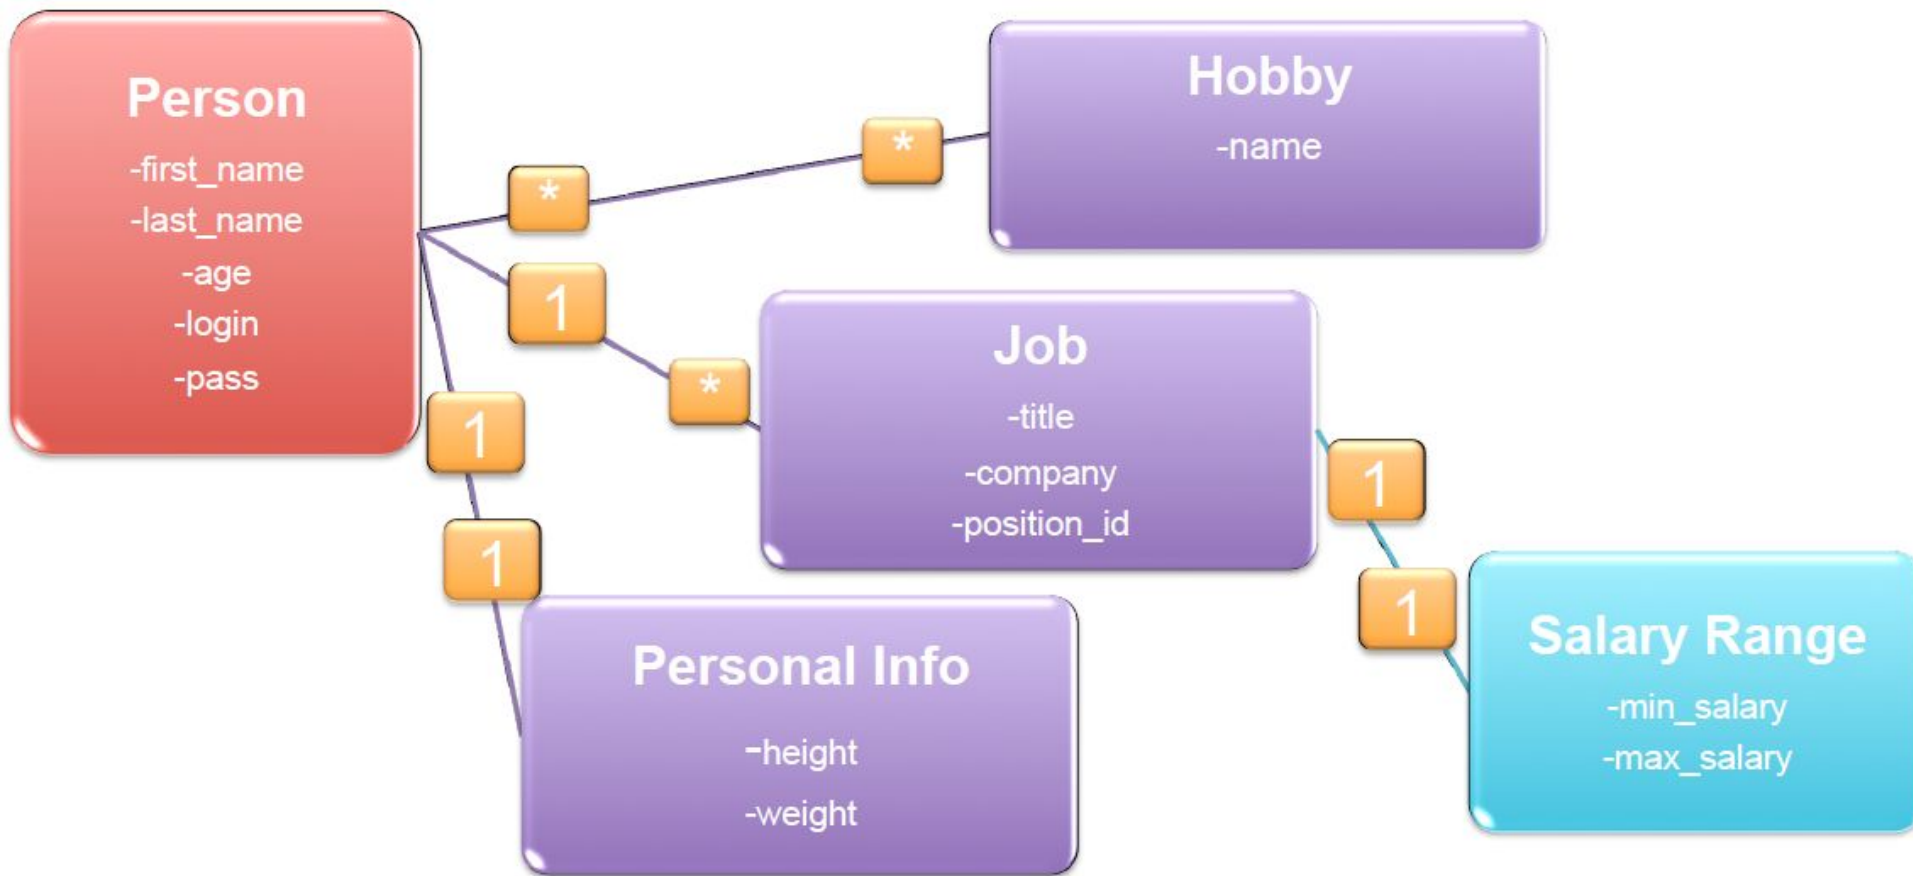 Person
-first_name
-last_name
-age
-login
-pass
*
*
Hobby
-name
1
*
Job
-title
-company
-position_id
1
1
Personal Info
-height
-weight
1
1
Salary Range
-min_salary
-max_salary